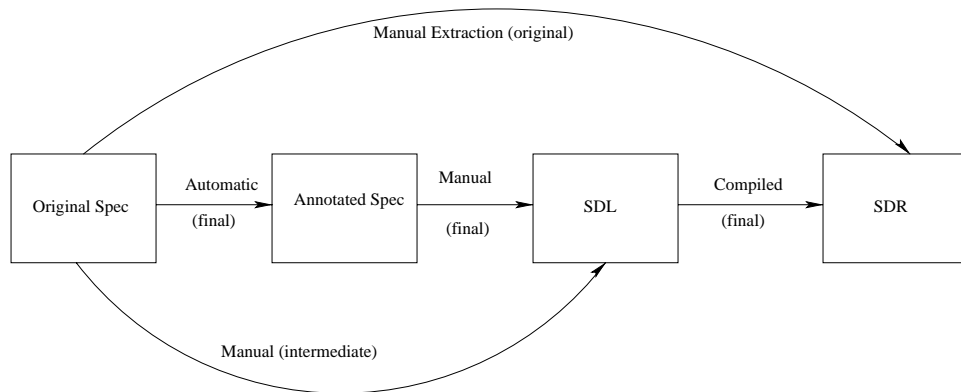 Manual Extraction (original)
Automatic
Manual
Compiled
Original Spec
Annotated Spec
SDL
SDR
(final)
(final)
(final)
Manual (intermediate)